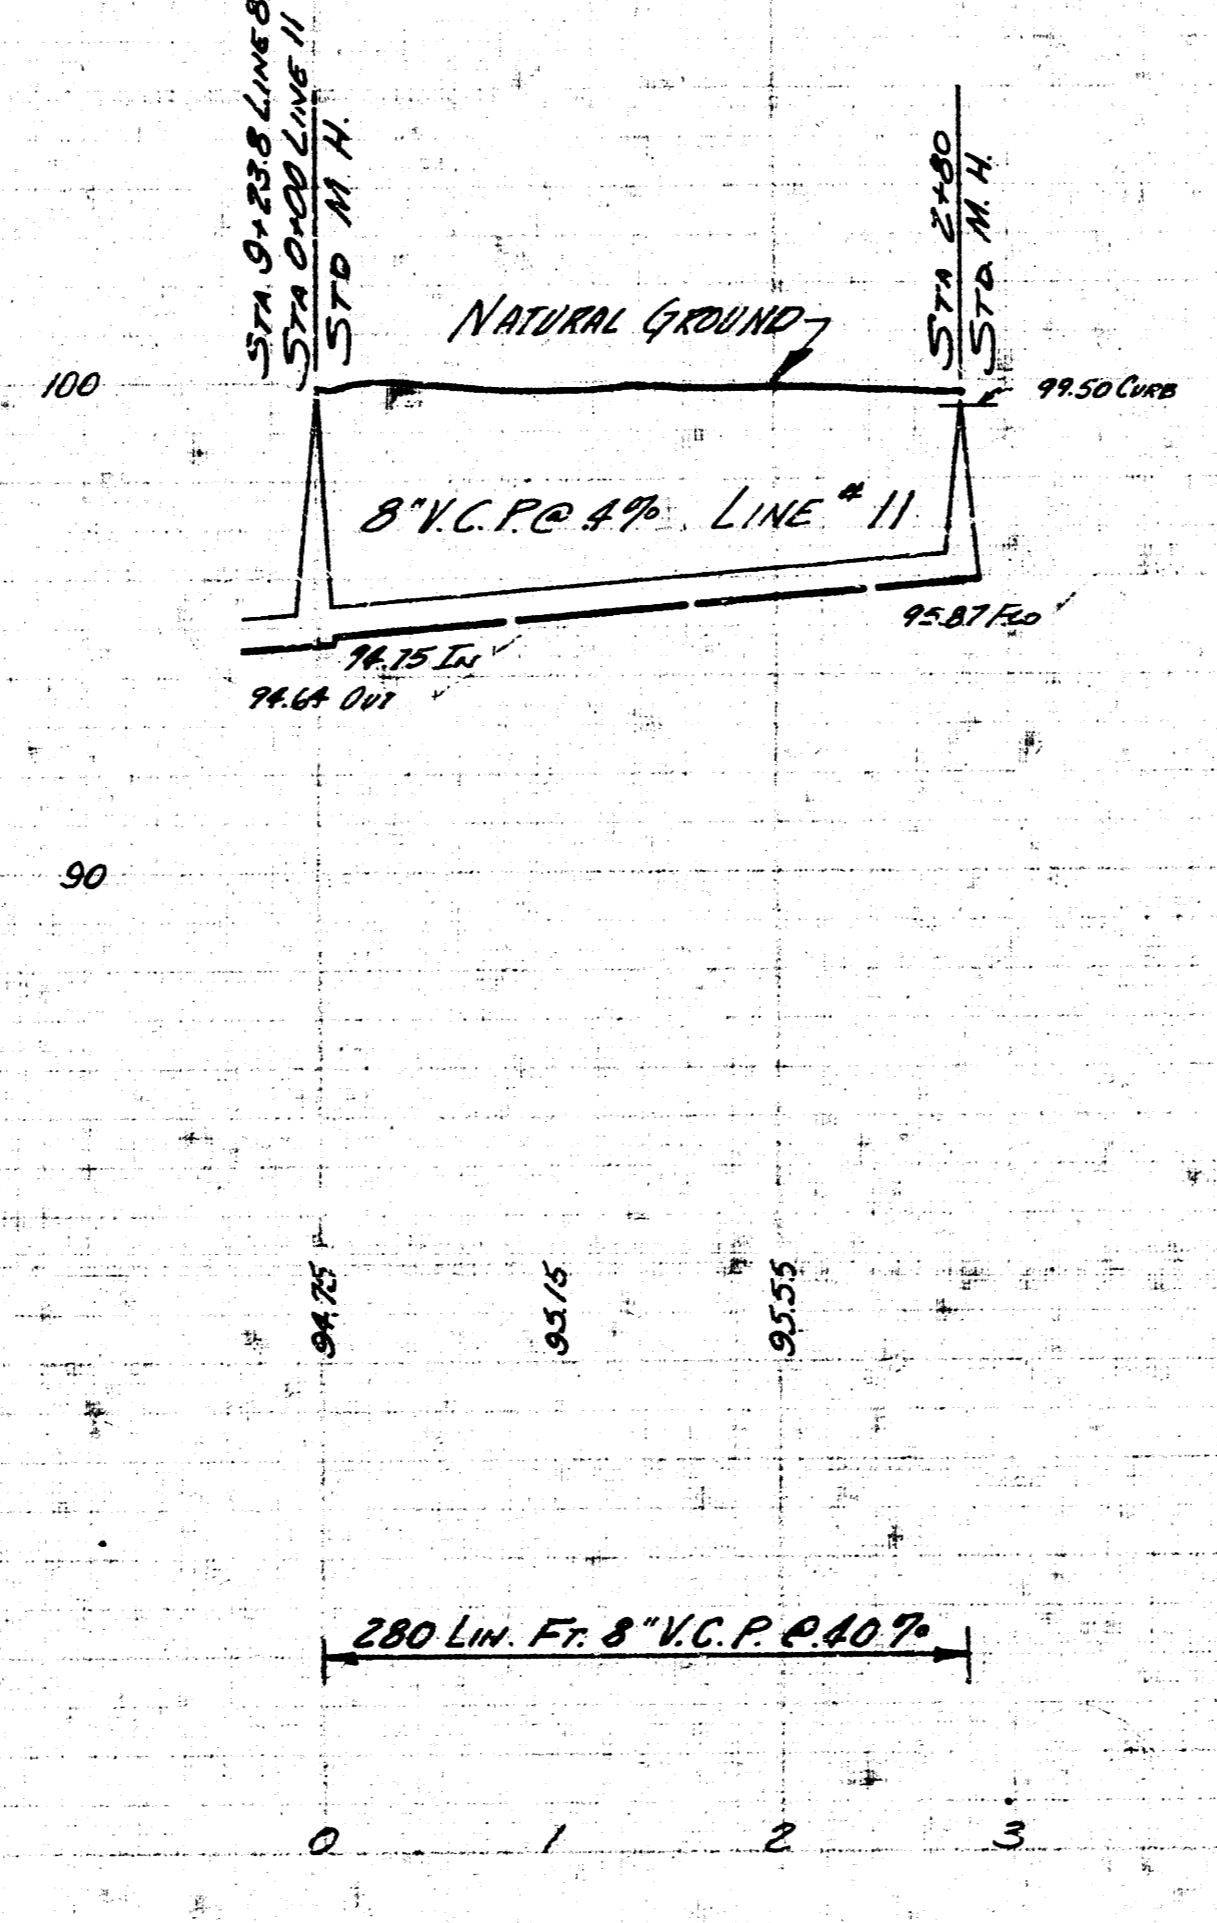 STA 9+23.8 LINE 8
STA 0+00 LINE 11
STD M.H.
STA 2+80
STD. M.H.
NATURAL GROUND
100
99.50 CURB
8" V.C.P. @ 4% LINE # 11
95.87 FLO
94.75 IN
94.64 OUT
90
94.75
95.15
95.55
280 LIN. FT. 8" V.C.P. @ .40 %
0 1 2 3